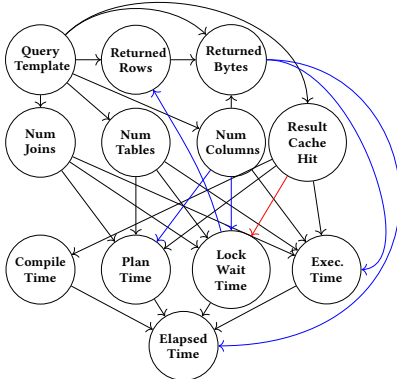 Query
Template
Returned
Rows
Returned
Bytes
Num
Joins
Num
Tables
Num
Columns
Result
Cache
Hit
Compile
Time
Plan
Time
Lock
Wait
Time
Exec.
Time
Elapsed
Time